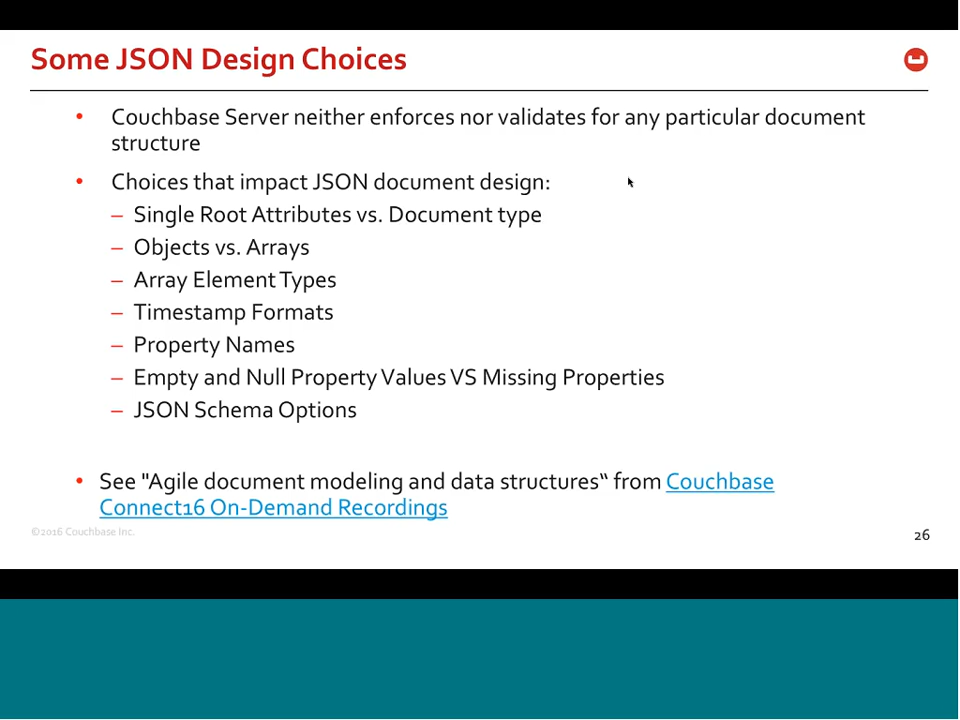 Some JSON Design Choices
• Couchbase Server neither enforces nor validates for any particular document
structure
• Choices that impact JSON document design:
– Single Root Attributes vs. Document type
– Objects vs. Arrays
– Array Element Types
– Timestamp Formats
– Property Names
– Empty and Null Property Values VS Missing Properties
– JSON Schema Options
• See "Agile document modeling and data structures“ from Couchbase
Connect16 On-Demand Recordings
©2016 Couchbase Inc.
26